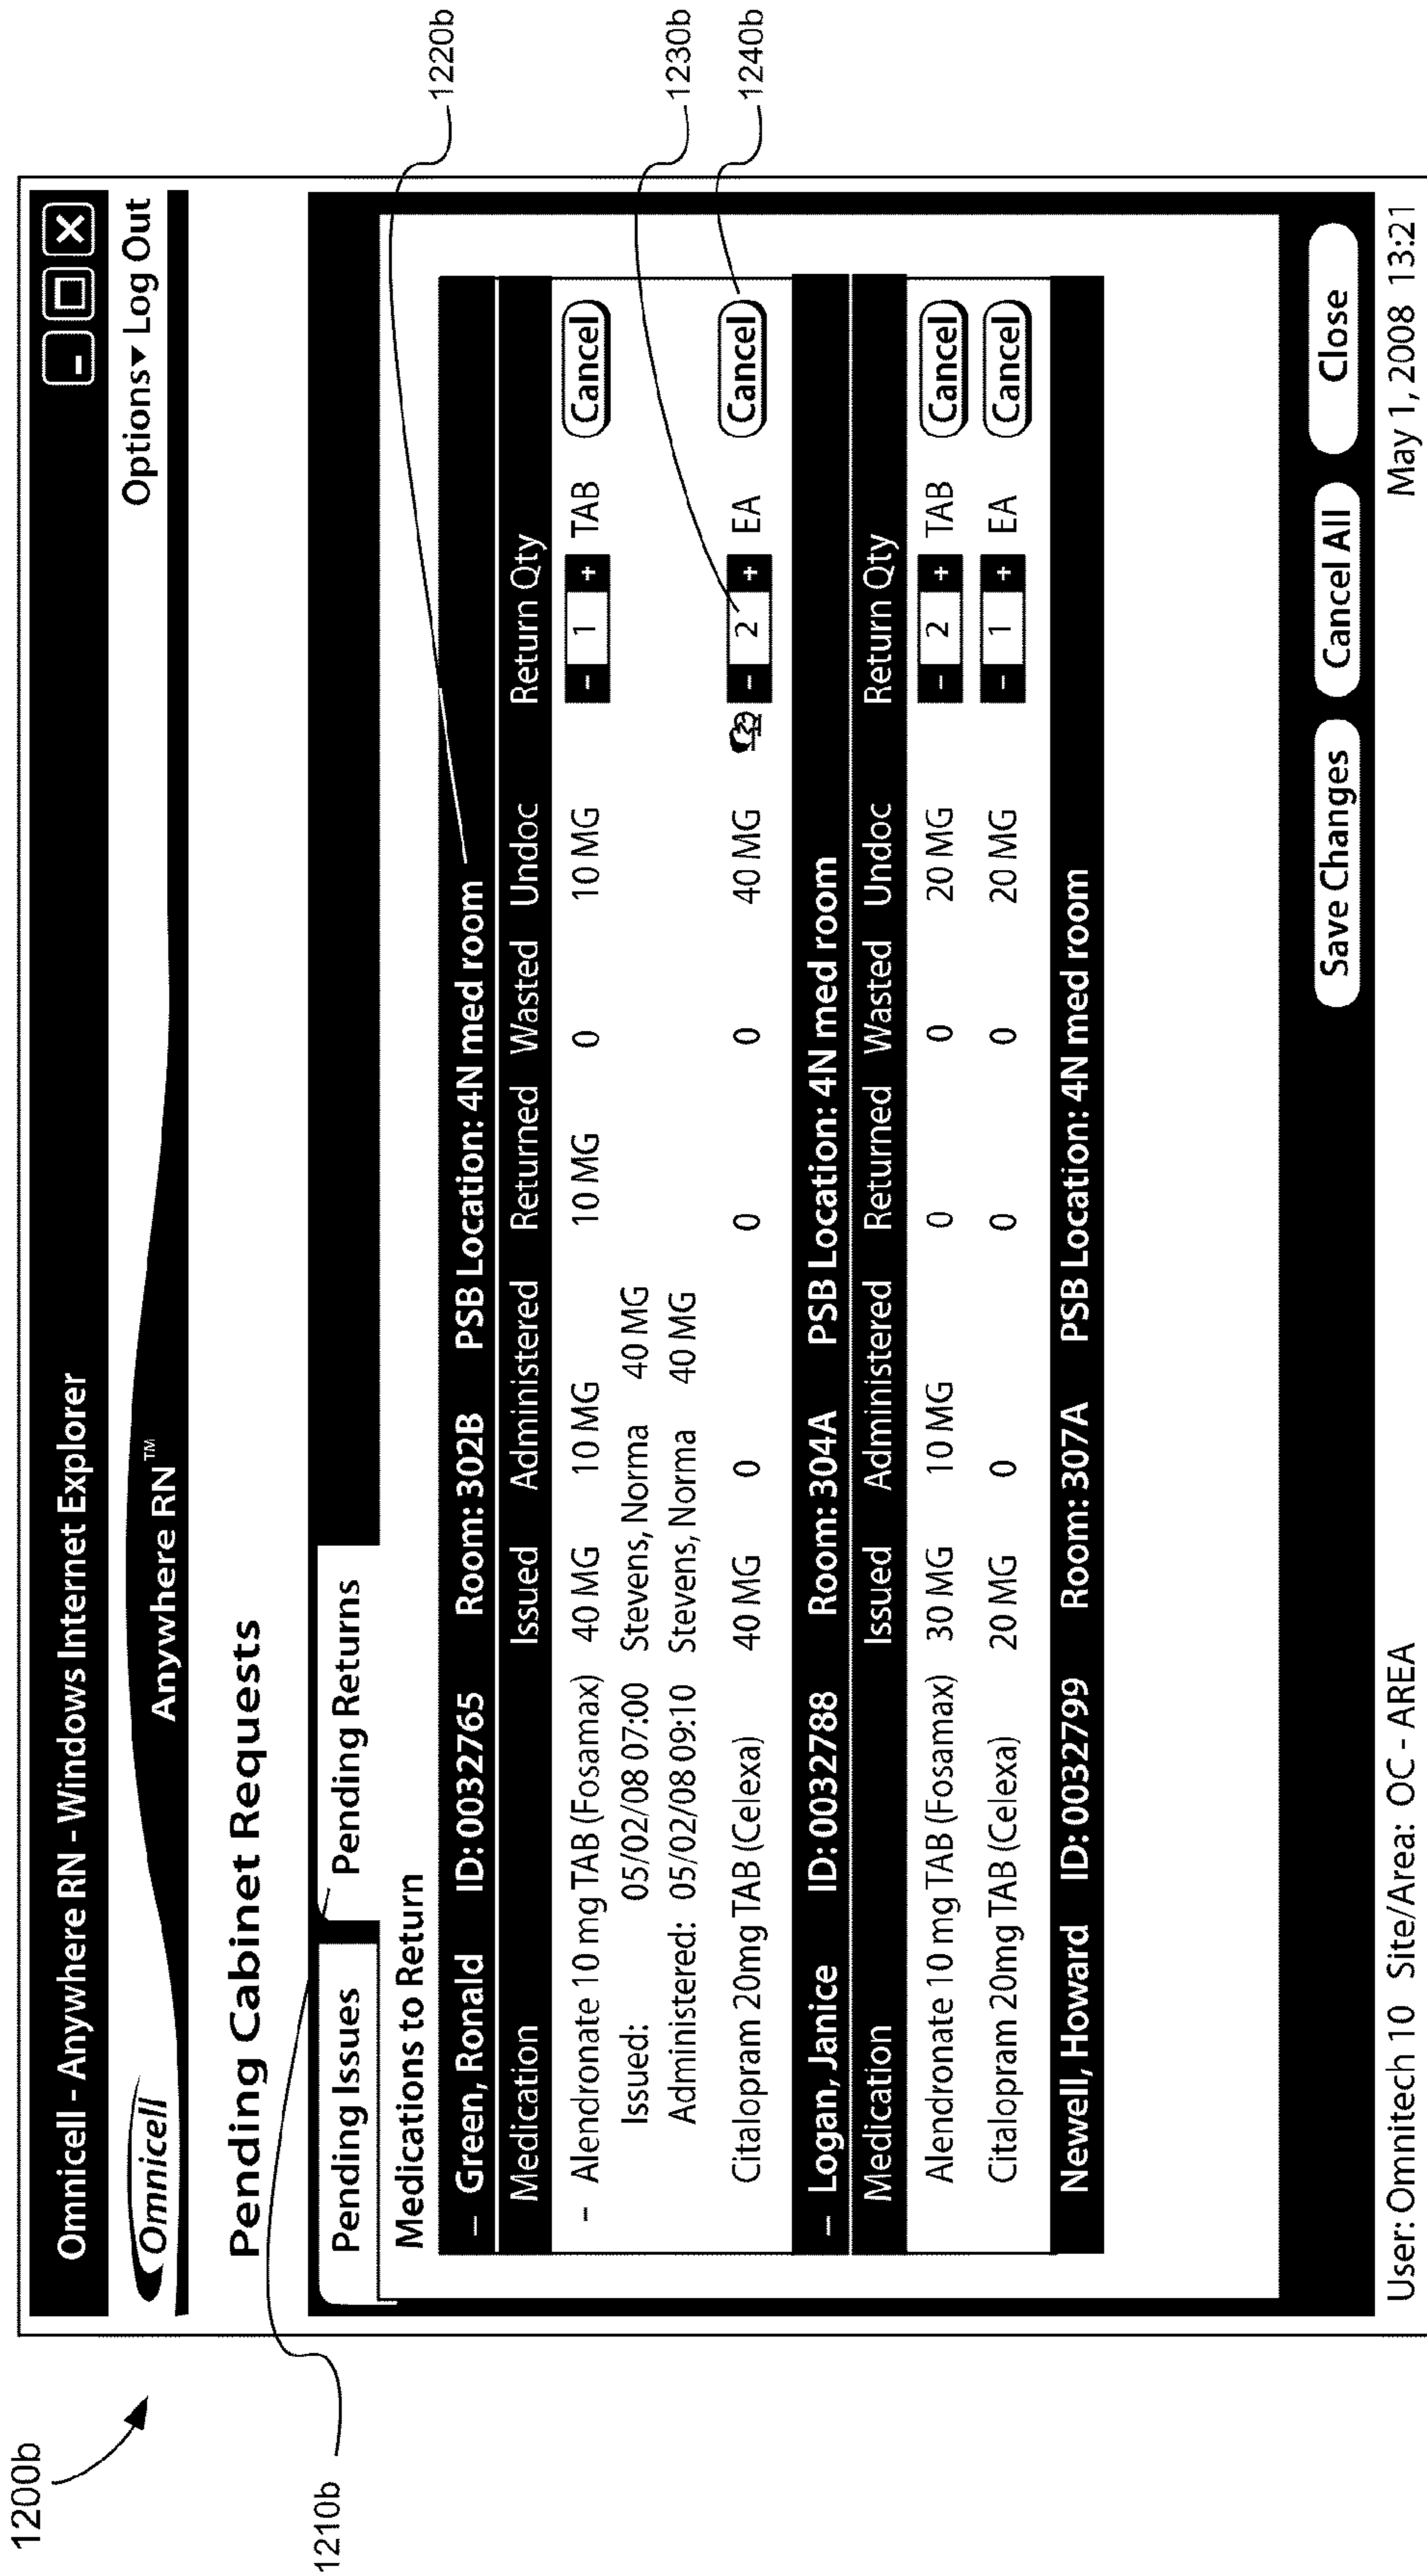 1200b
Omnicell - Anywhere RN - Windows Internet Explorer
Omnicell
Options Log Out
Anywhere RN™
Pending Cabinet Requests
1210b
Pending Issues Pending Returns
Medications to Return
1220b
– Green, Ronald ID: 0032765 Room: 302B PSB Location: 4N med room
Medication Issued Administered Returned Wasted Undoc Return Qty
– Alendronate 10 mg TAB (Fosamax) 40 MG 10 MG 10 MG 0 10 MG – 1 + TAB Cancel
Issued: 05/02/08 07:00 Stevens, Norma 40 MG
Administered: 05/02/08 09:10 Stevens, Norma 40 MG
1230b
Citalopram 20mg TAB (Celexa) 40 MG 0 0 0 40 MG – 2 + EA Cancel
1240b
– Logan, Janice ID: 0032788 Room: 304A PSB Location: 4N med room
Medication Issued Administered Returned Wasted Undoc Return Qty
Alendronate 10 mg TAB (Fosamax) 30 MG 10 MG 0 0 20 MG – 2 + TAB Cancel
Citalopram 20mg TAB (Celexa) 20 MG 0 0 0 20 MG – 1 + EA Cancel
Newell, Howard ID: 0032799 Room: 307A PSB Location: 4N med room
Save Changes Cancel All Close
User: Omnitech 10 Site/Area: OC - AREA May 1, 2008 13:21